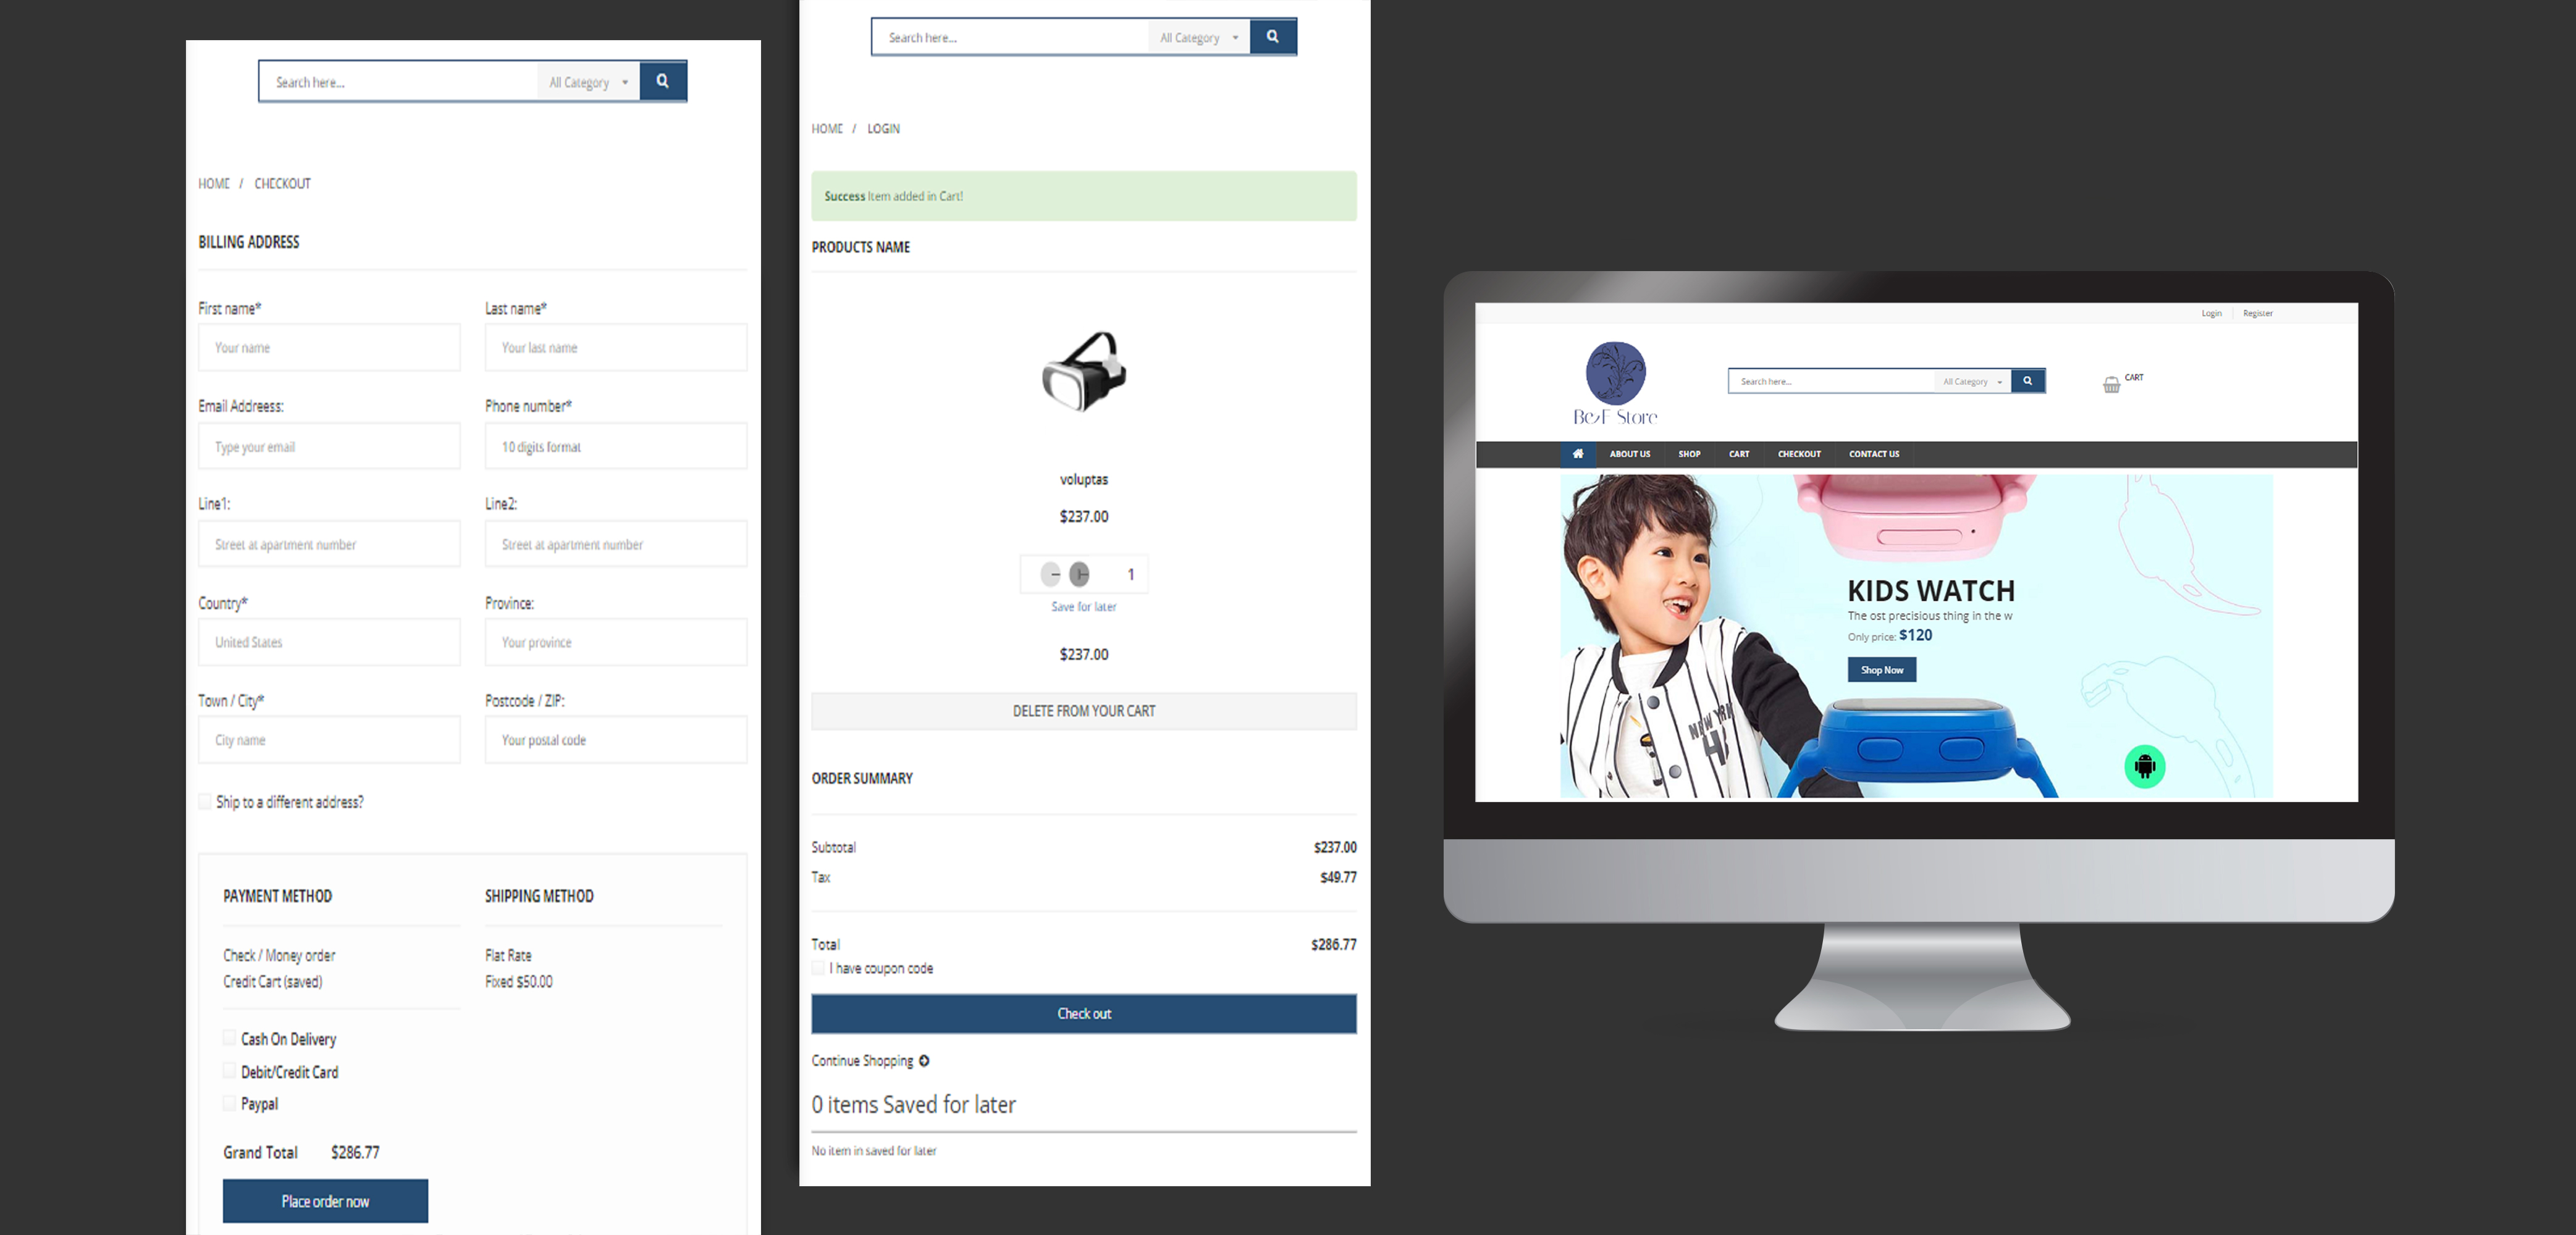 Search here...
All Category
HOME / CHECKOUT
BILLING ADDRESS
First name*
Last name*
Your name
Your last name
Email Addreess:
Phone number*
Type your email
10 digits format
Line1:
Line2:
Street at apartment number
Street at apartment number
Country*
Province:
United States
Your province
Town / City*
Postcode / ZIP:
City name
Your postal code
Ship to a different address?
PAYMENT METHOD
SHIPPING METHOD
Check / Money order
Flat Rate
Credit Cart (saved)
Fixed $50.00
Cash On Delivery
Debit/Credit Card
Paypal
Grand Total $286.77
Place order now
Search here...
All Category
HOME / LOGIN
Success Item added in Cart!
PRODUCTS NAME
voluptas
$237.00
1
Save for later
$237.00
DELETE FROM YOUR CART
ORDER SUMMARY
Subtotal $237.00
Tax $49.77
Total $286.77
I have coupon code
Check out
Continue Shopping
0 items Saved for later
No item in saved for later
Login Register
Search here...
All Category
CART
Store
ABOUT US SHOP CART CHECKOUT CONTACT US
KIDS WATCH
The ost precisious thing in the w
Only price: $120
Shop Now
NEW YRK
4